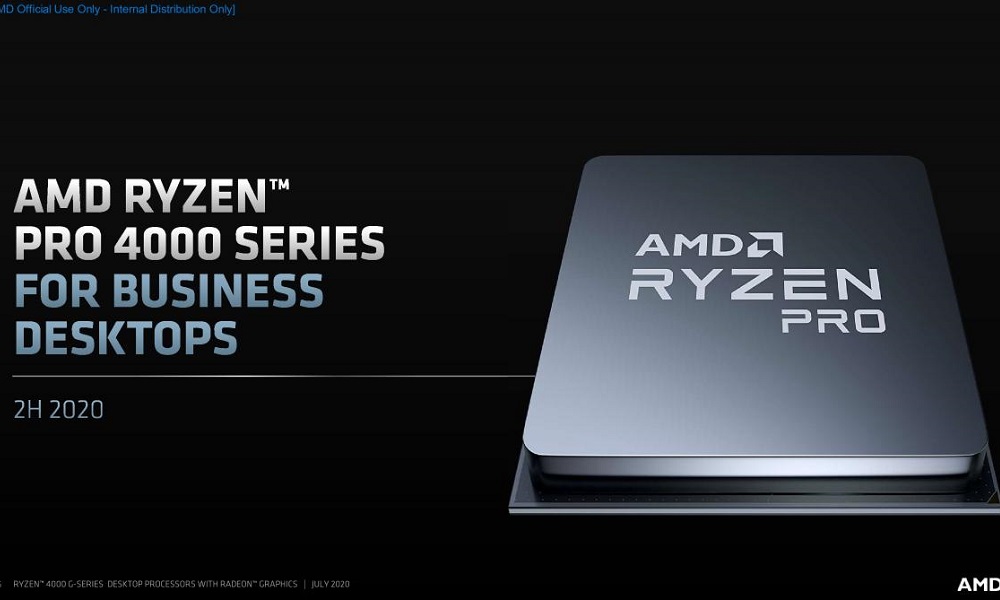 MD Official Use Only - Internal Distribution Only]
AMD RYZEN™
PRO 4000 SERIES
FOR BUSINESS
DESKTOPS
2H 2020
AMD
RYZEN
PRO
RYZEN™ 4000 G-SERIES DESKTOP PROCESSORS WITH RADEON™ GRAPHICS | JULY 2020
AMD